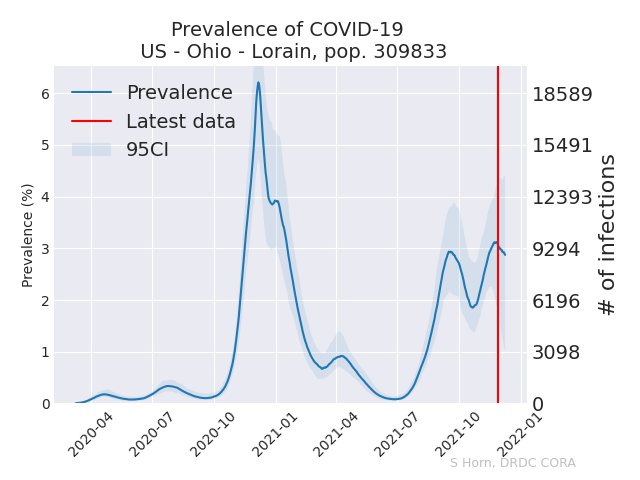 Prevalence of COVID-19
US - Ohio - Lorain, pop. 309833
Prevalence
Latest data
95CI
Prevalence (%)
6
5
4
3
2
1
0
18589
15491
12393
9294
6196
3098
0
# of infections
2020-04
2020-07
2020-10
2021-01
2021-04
2021-07
2021-10
2022-01
S Horn, DRDC CORA